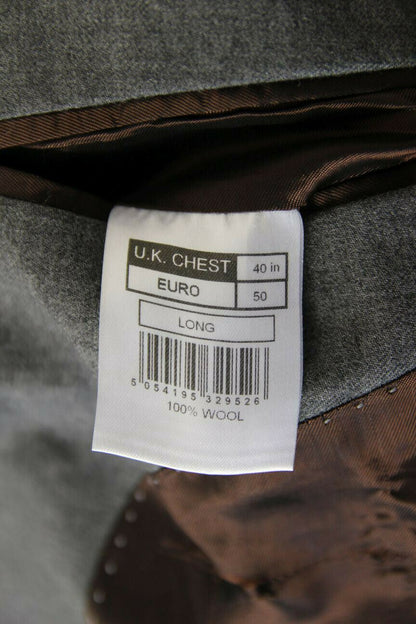 U.K. CHEST 40 in
EURO 50
LONG
5 054195 329526
100% WOOL